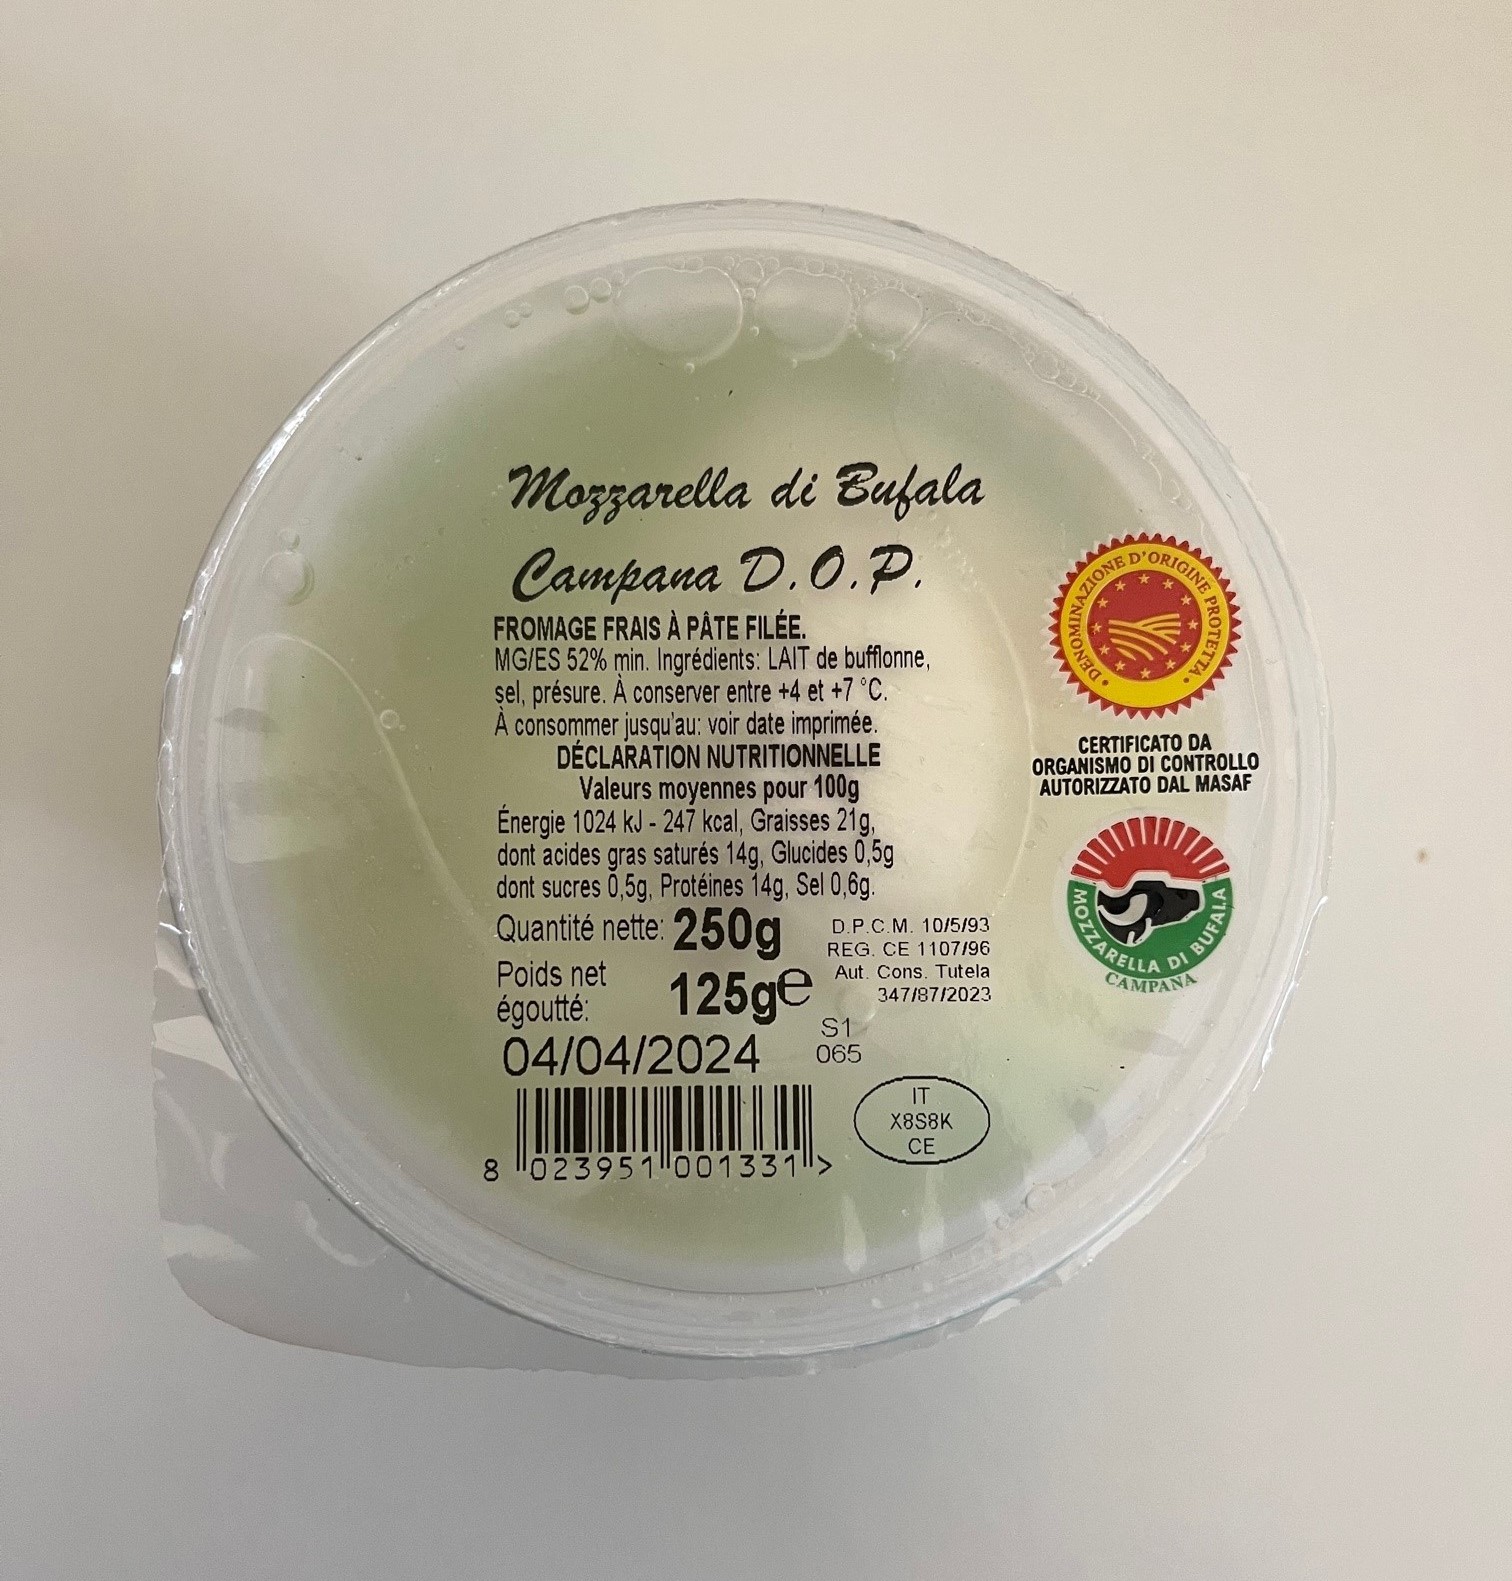 Mozzarella di Bufala
Campana D.O.P.
FROMAGE FRAIS À PÂTE FILÉE.
MG/ES 52% min. Ingrédients: LAIT de bufflonne,
sel, présure. À conserver entre +4 et +7 °C.
À consommer jusqu'au: voir date imprimée.
DÉCLARATION NUTRITIONNELLE
Valeurs moyennes pour 100g
Énergie 1024 kJ - 247 kcal, Graisses 21g,
dont acides gras saturés 14g, Glucides 0,5g
dont sucres 0,5g, Protéines 14g, Sel 0,6g.
Quantité nette: 250g
Poids net
égoutté: 125g℮
D.P.C.M. 10/5/93
REG. CE 1107/96
Aut. Cons. Tutela
347/87/2023
S1
065
04/04/2024
8 023951 001331 >
IT
X8S8K
CE
DENOMINAZIONE D'ORIGINE PROTETTA
CERTIFICATO DA
ORGANISMO DI CONTROLLO
AUTORIZZATO DAL MASAF
MOZZARELLA DI BUFALA
CAMPANA